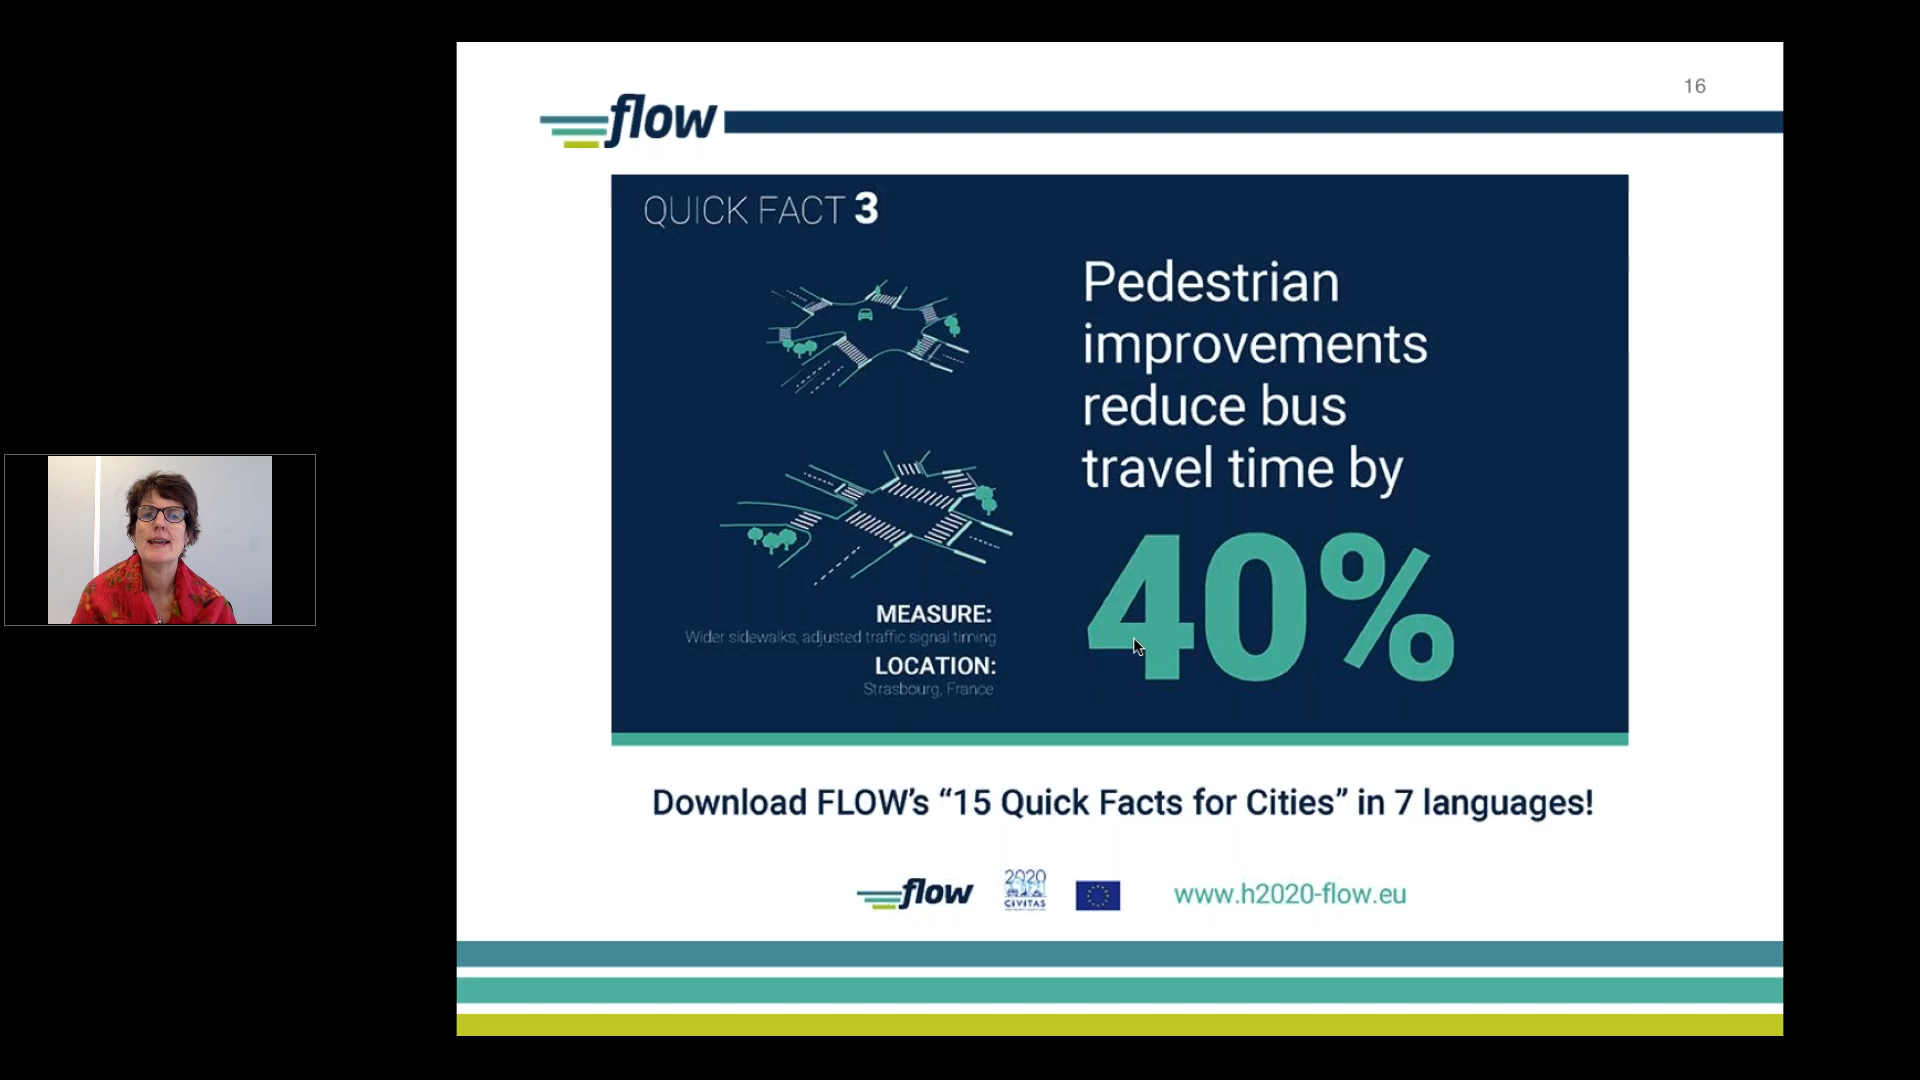 16
flow
QUICK FACT 3
Pedestrian
improvements
reduce bus
travel time by
40%
MEASURE:
Wider sidewalks, adjusted traffic signal timing
LOCATION:
Strasbourg, France
Download FLOW’s “15 Quick Facts for Cities” in 7 languages!
flow
2020
CIVITAS
www.h2020-flow.eu